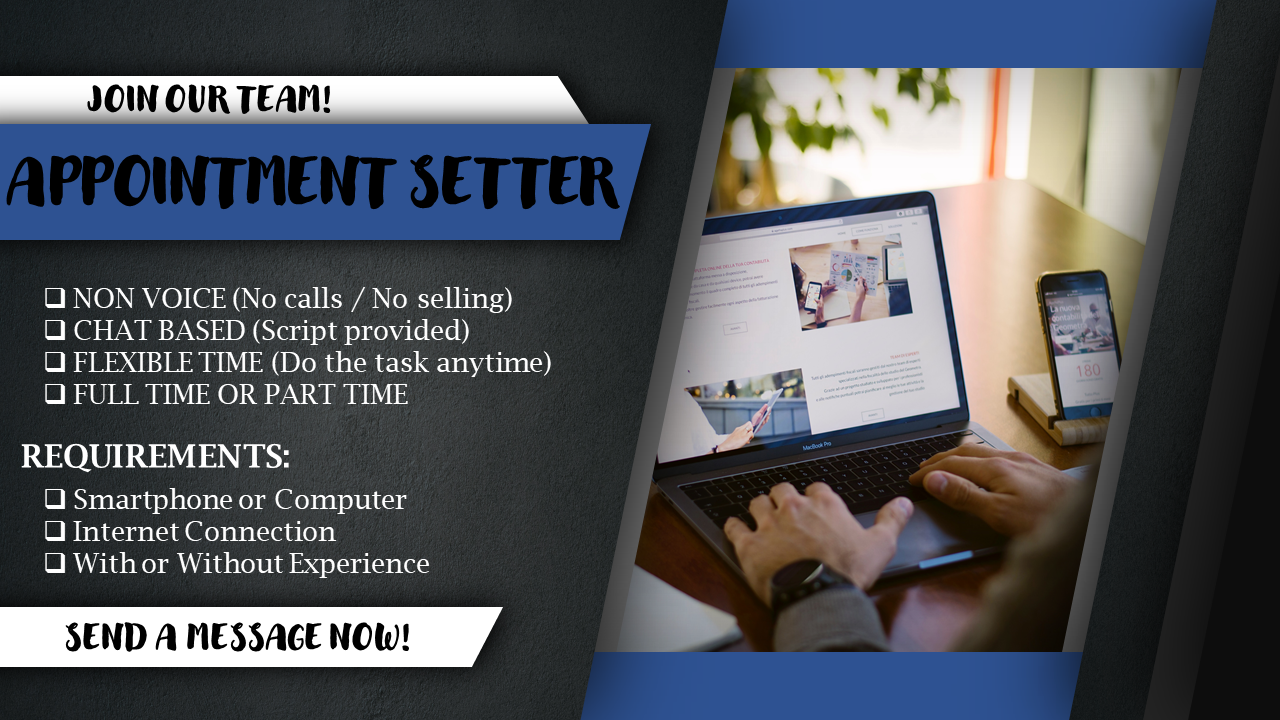 JOIN OUR TEAM!
APPOINTMENT SETTER
❑ NON VOICE (No calls / No selling)
❑ CHAT BASED (Script provided)
❑ FLEXIBLE TIME (Do the task anytime)
❑ FULL TIME OR PART TIME
REQUIREMENTS:
❑ Smartphone or Computer
❑ Internet Connection
❑ With or Without Experience
SEND A MESSAGE NOW!
MacBook Pro
La nuova
180